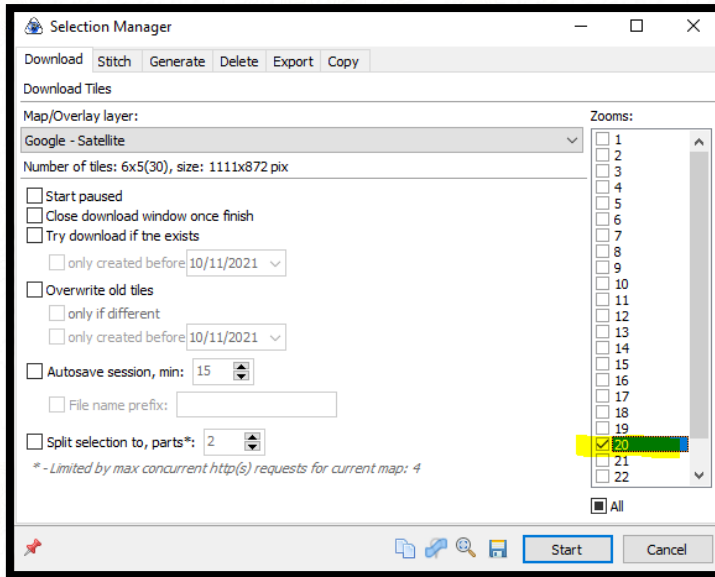 Selection Manager
Download Stitch Generate Delete Export Copy
Download Tiles
Map/Overlay layer:
Google - Satellite
Number of tiles: 6x5(30), size: 1111x872 pix
Start paused
Close download window once finish
Try download if tne exists
only created before 10/11/2021
Overwrite old tiles
only if different
only created before 10/11/2021
Autosave session, min: 15
File name prefix:
Split selection to, parts*: 2
* - Limited by max concurrent http(s) requests for current map: 4
Zooms:
1
2
3
4
5
6
7
8
9
10
11
12
13
14
15
16
17
18
19
20
21
22
All
Start Cancel